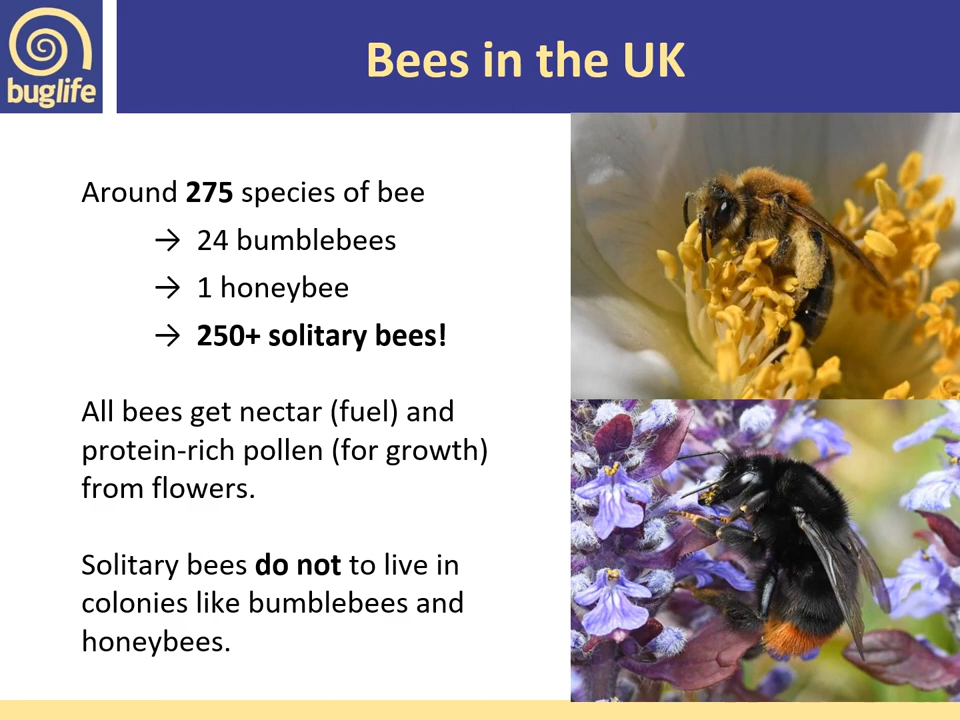 buglife
Bees in the UK
Around 275 species of bee
→ 24 bumblebees
→ 1 honeybee
→ 250+ solitary bees!
All bees get nectar (fuel) and
protein-rich pollen (for growth)
from flowers.
Solitary bees do not to live in
colonies like bumblebees and
honeybees.